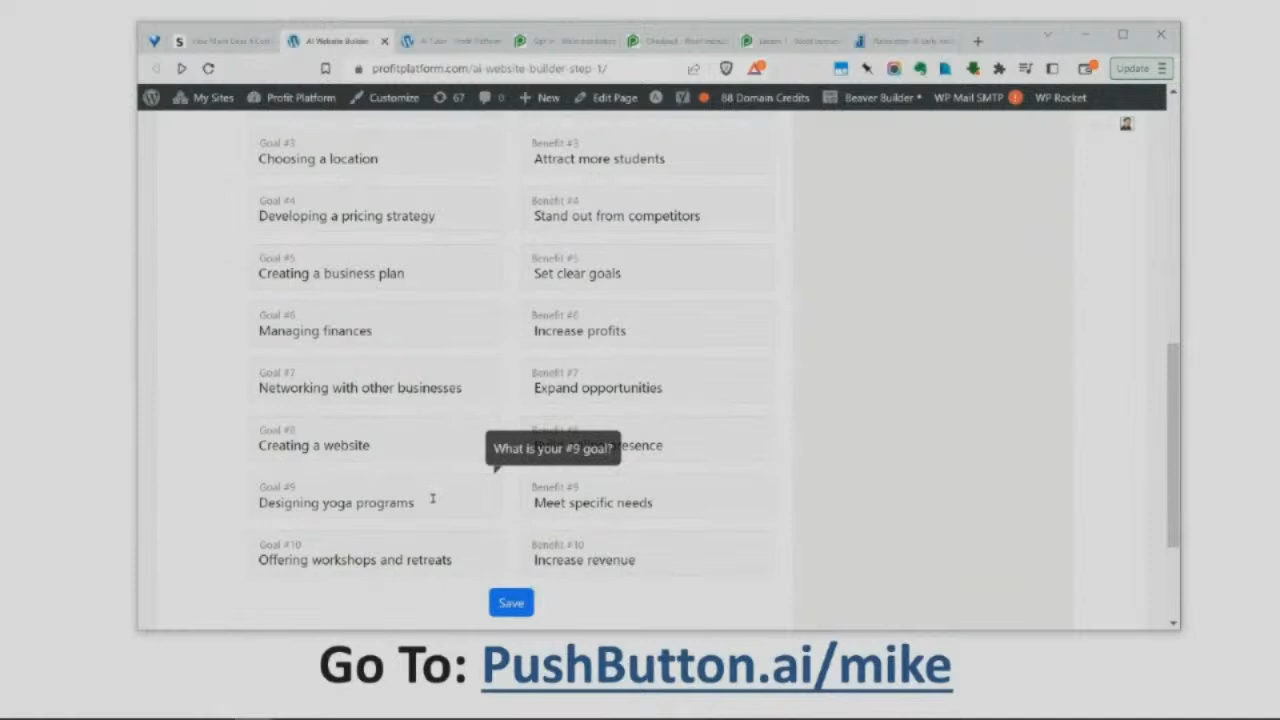 AI Website Builder
profitplatform.com/ai-website-builder-step-1/
Update
My Sites Profit Platform Customize 67 0 New Edit Page 88 Domain Credits Beaver Builder WP Mail SMTP ! WP Rocket
Goal #3 Benefit #3
Choosing a location Attract more students
Goal #4 Benefit #4
Developing a pricing strategy Stand out from competitors
Goal #5 Benefit #5
Creating a business plan Set clear goals
Goal #6 Benefit #6
Managing finances Increase profits
Goal #7 Benefit #7
Networking with other businesses Expand opportunities
Goal #8
Creating a website presence
What is your #9 goal?
Goal #9 Benefit #9
Designing yoga programs Meet specific needs
Goal #10 Benefit #10
Offering workshops and retreats Increase revenue
Save
Go To: PushButton.ai/mike